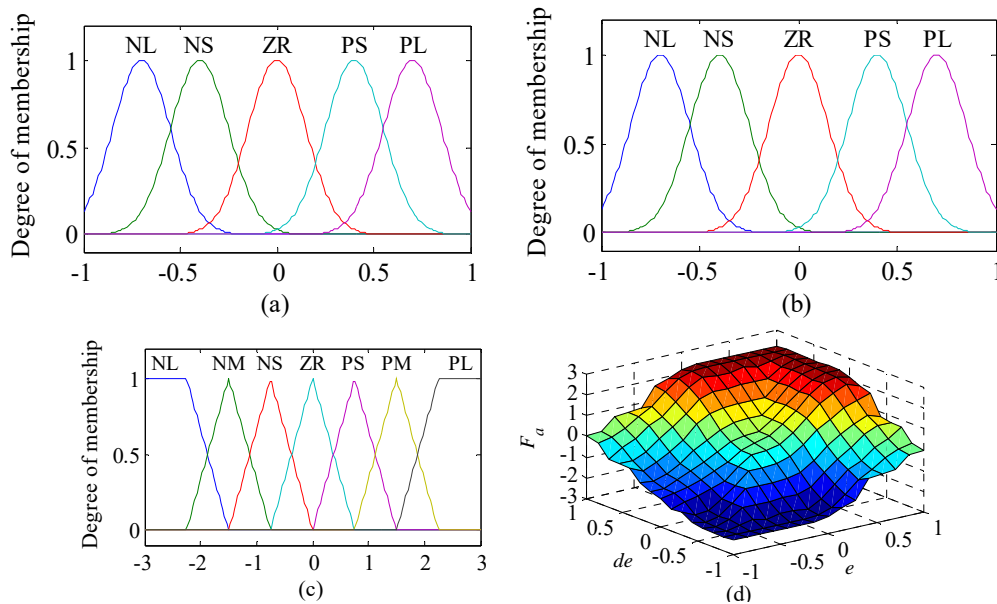 NL NS ZR PS PL
1
0.5
0
Degree of membership
-1 -0.5 0 0.5 1
(a)
NL NS ZR PS PL
1
0.5
0
Degree of membership
-1 -0.5 0 0.5 1
(b)
NL NM NS ZR PS PM PL
1
0.5
0
Degree of membership
-3 -2 -1 0 1 2 3
(c)
3
2
1
0
-1
-2
-3
F a
1
0.5
0
-0.5
-1
de
-1
-0.5
0
0.5
1
e
(d)